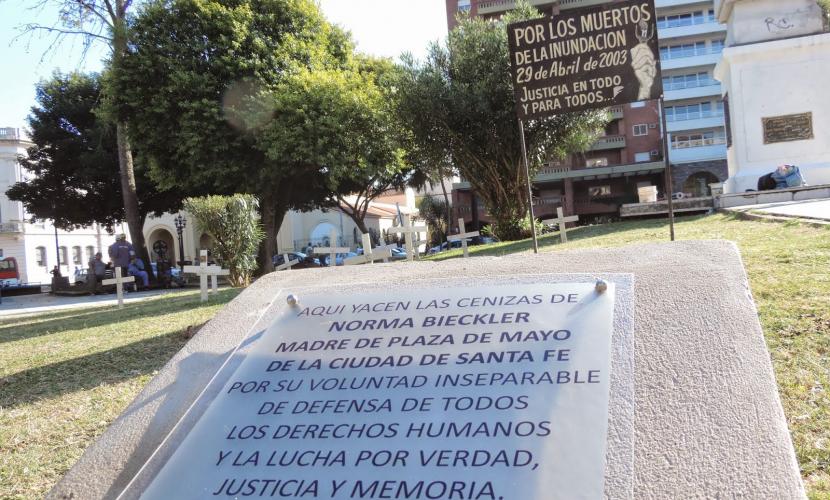 POR LOS MUERTOS
DE LA INUNDACION
29 de ABRIL de 2003
JUSTICIA EN TODO
Y PARA TODOS..
AQUI YACEN LAS CENIZAS DE
NORMA BIECKLER
MADRE DE PLAZA DE MAYO
DE LA CIUDAD DE SANTA FE
POR SU VOLUNTAD INSEPARABLE
DE DEFENSA DE TODOS
LOS DERECHOS HUMANOS
Y LA LUCHA POR VERDAD,
JUSTICIA Y MEMORIA.